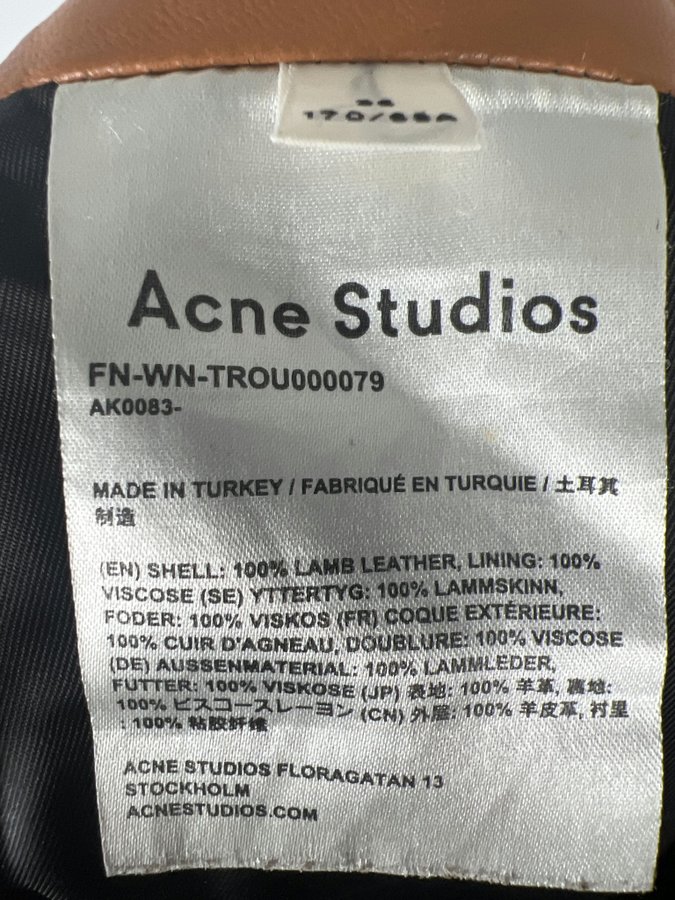 170/68A
Acne Studios
FN-WN-TROU000079
AK0083-
MADE IN TURKEY / FABRIQUÉ EN TURQUIE / 土耳其
制造
(EN) SHELL: 100% LAMB LEATHER, LINING: 100%
VISCOSE (SE) YTTERTYG: 100% LAMMSKINN,
FODER: 100% VISKOS (FR) COQUE EXTÉRIEURE:
100% CUIR D'AGNEAU, DOUBLURE: 100% VISCOSE
(DE) AUSSENMATERIAL: 100% LAMMLEDER,
FUTTER: 100% VISKOSE (JP) 表地: 100% 羊革, 裏地:
100% ビスコースレーヨン (CN) 外层: 100% 羊皮革, 衬里
: 100% 粘胶纤维
ACNE STUDIOS FLORAGATAN 13
STOCKHOLM
ACNESTUDIOS.COM